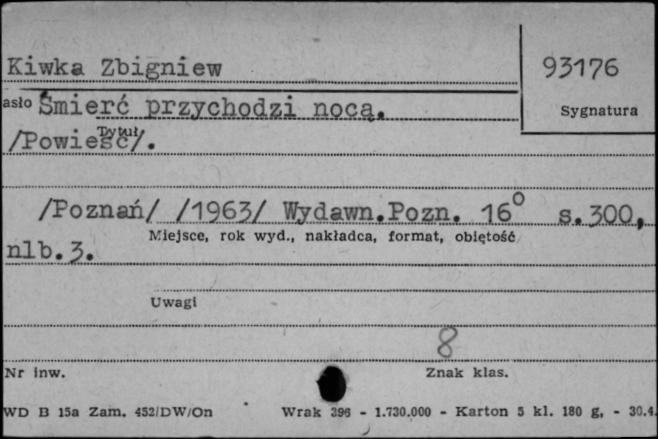 Kiwka Zbigniew
93176
asło Śmierć przychodzi nocą.
Sygnatura
Tytuł
/Powieść/.
/Poznań/ /1963/ Wydawn.Pozn. 16° s.300,
Miejsce, rok wyd., nakładca, format, objętość
nlb.3.
Uwagi
8
Nr inw.
Znak klas.
WD B 15a Zam. 452/DW/On Wrak 396 - 1.730.000 - Karton 5 kl. 180 g, - 30.4.